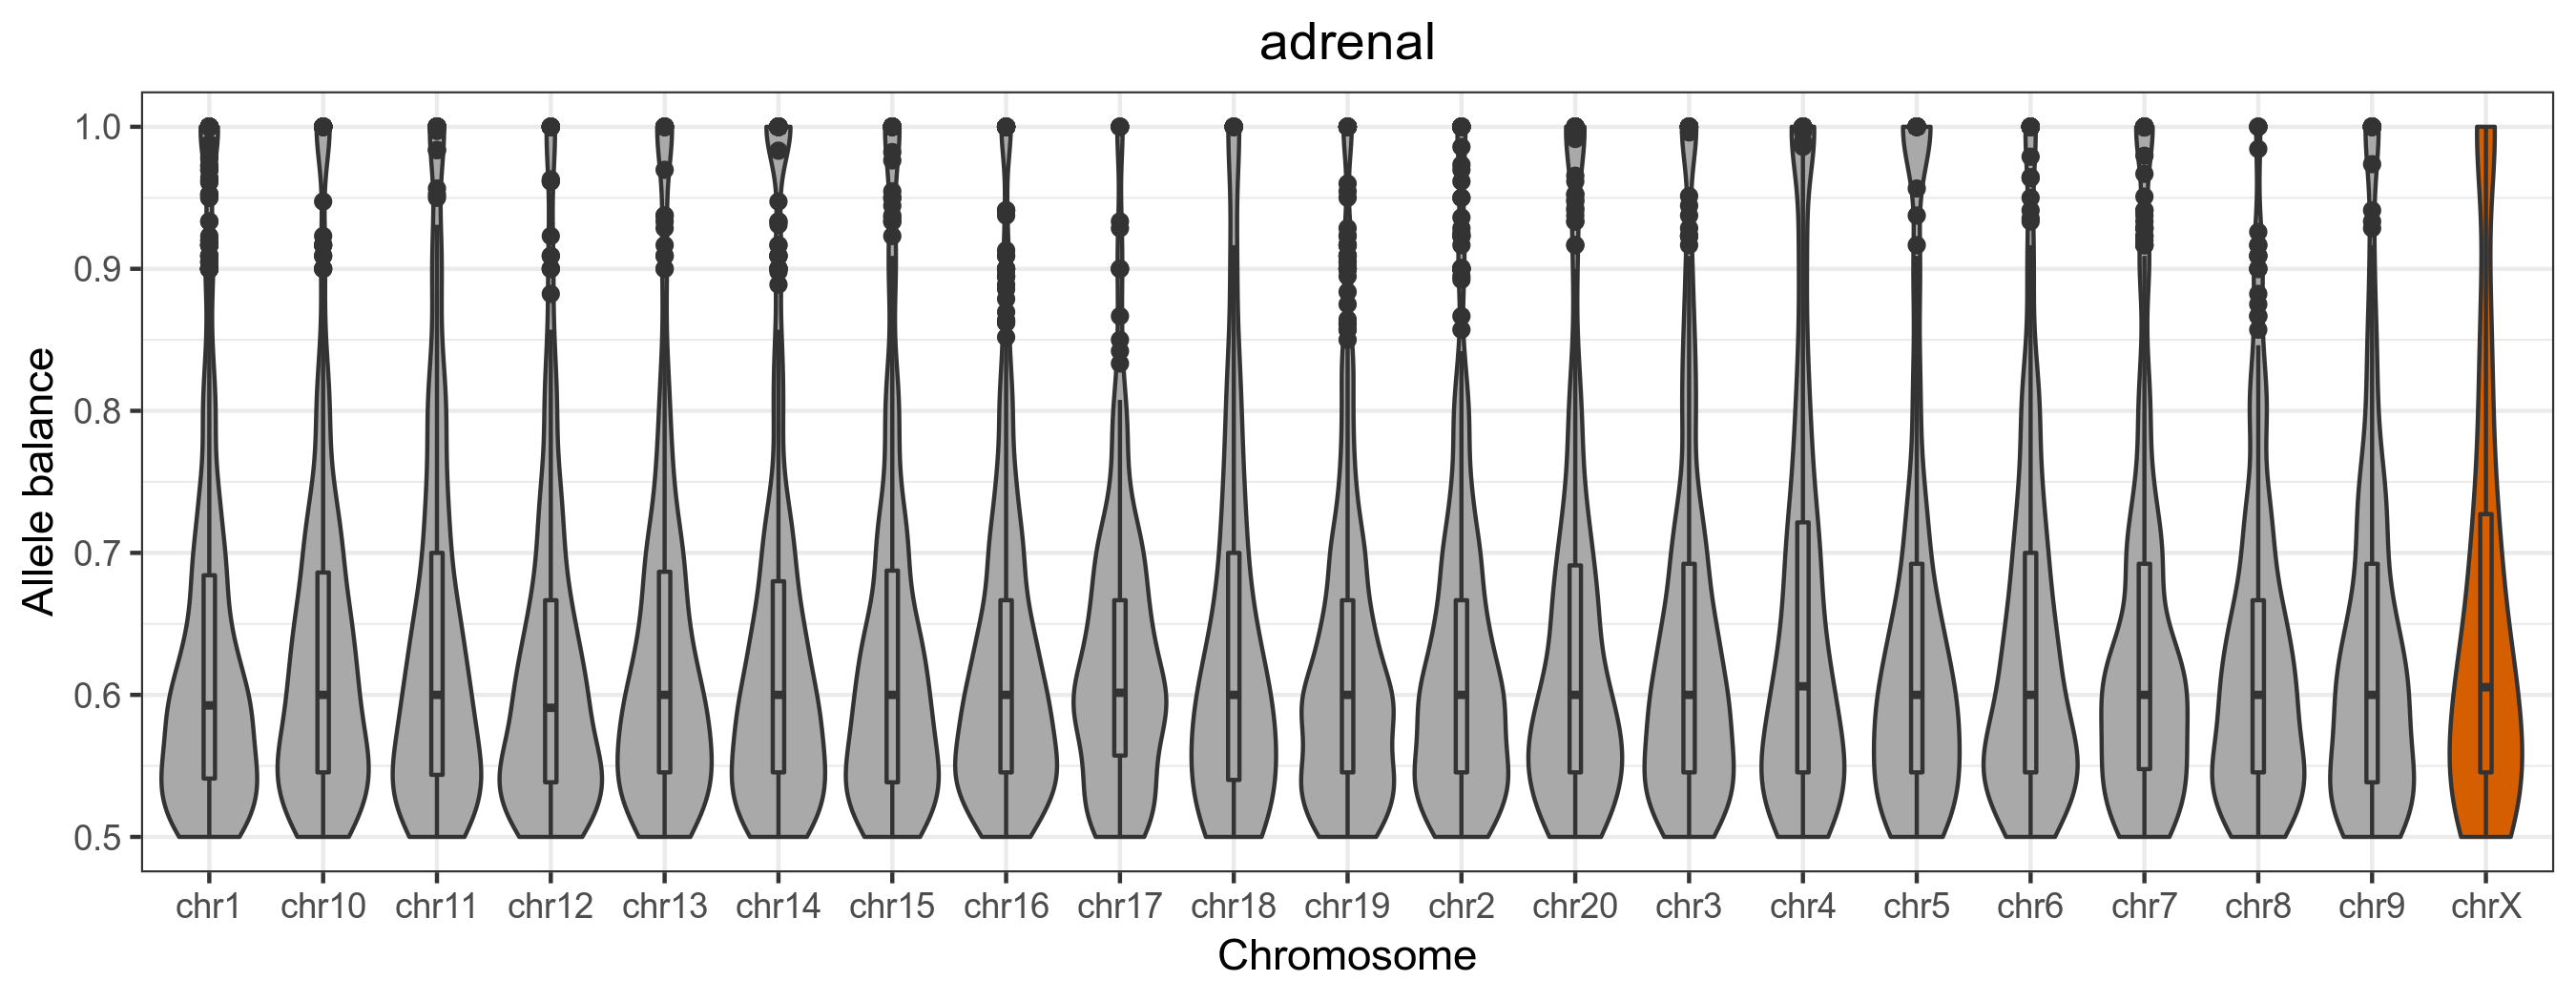 adrenal
Allele balance
1.0
0.9
0.8
0.7
0.6
0.5
chr1 chr10 chr11 chr12 chr13 chr14 chr15 chr16 chr17 chr18 chr19 chr2 chr20 chr3 chr4 chr5 chr6 chr7 chr8 chr9 chrX
Chromosome